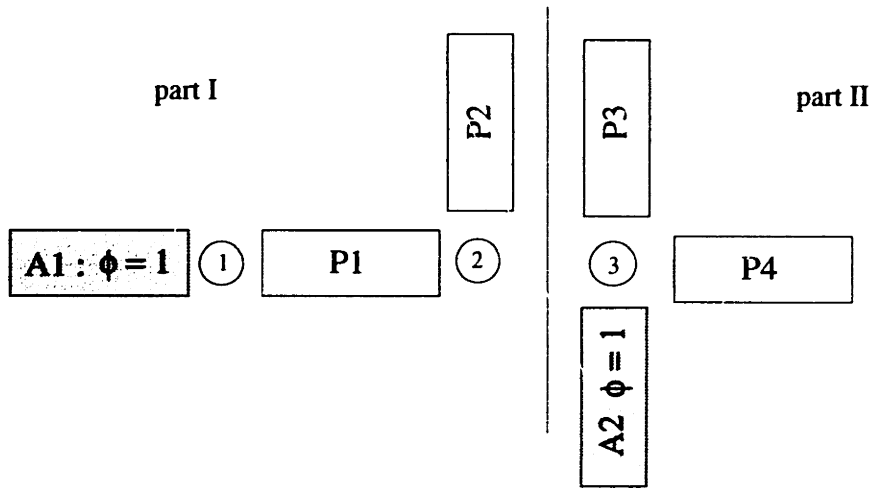 part I
part II
P2
P3
A1 : ϕ = 1
1
P1
2
3
P4
A2 ϕ = 1